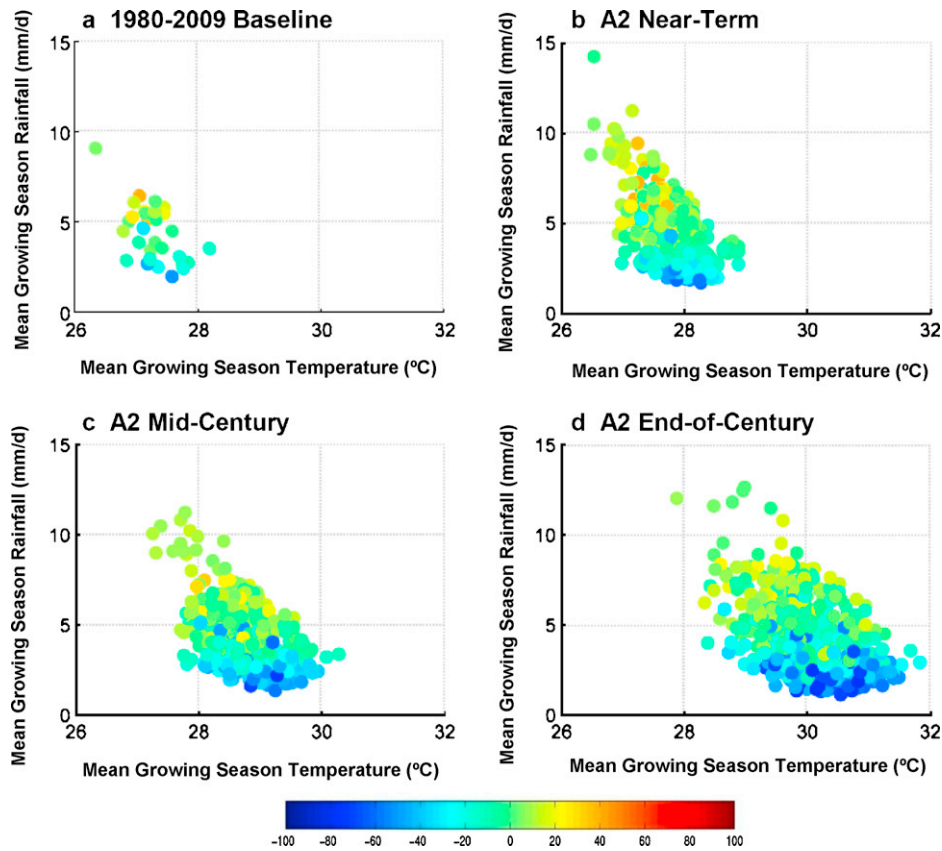 a 1980-2009 Baseline
Mean Growing Season Rainfall (mm/d)
15
10
5
0
26 28 30 32
Mean Growing Season Temperature (ºC)
b A2 Near-Term
Mean Growing Season Rainfall (mm/d)
15
10
5
0
26 28 30 32
Mean Growing Season Temperature (ºC)
c A2 Mid-Century
Mean Growing Season Rainfall (mm/d)
15
10
5
0
26 28 30 32
Mean Growing Season Temperature (ºC)
d A2 End-of-Century
Mean Growing Season Rainfall (mm/d)
15
10
5
0
26 28 30 32
Mean Growing Season Temperature (ºC)
-100 -80 -60 -40 -20 0 20 40 60 80 100